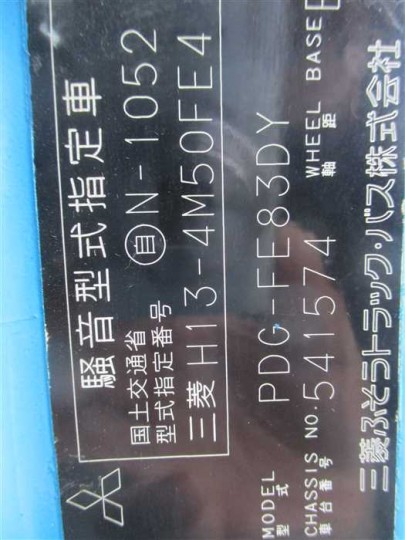 騒音型式指定車
国土交通省
型式指定番号
自N-1052
三菱 H13-4M50FE4
MODEL
型式
PDG-FE83DY
CHASSIS NO.
車台番号
541574
WHEEL BASE
軸距
三菱ふそうトラック・バス株式会社